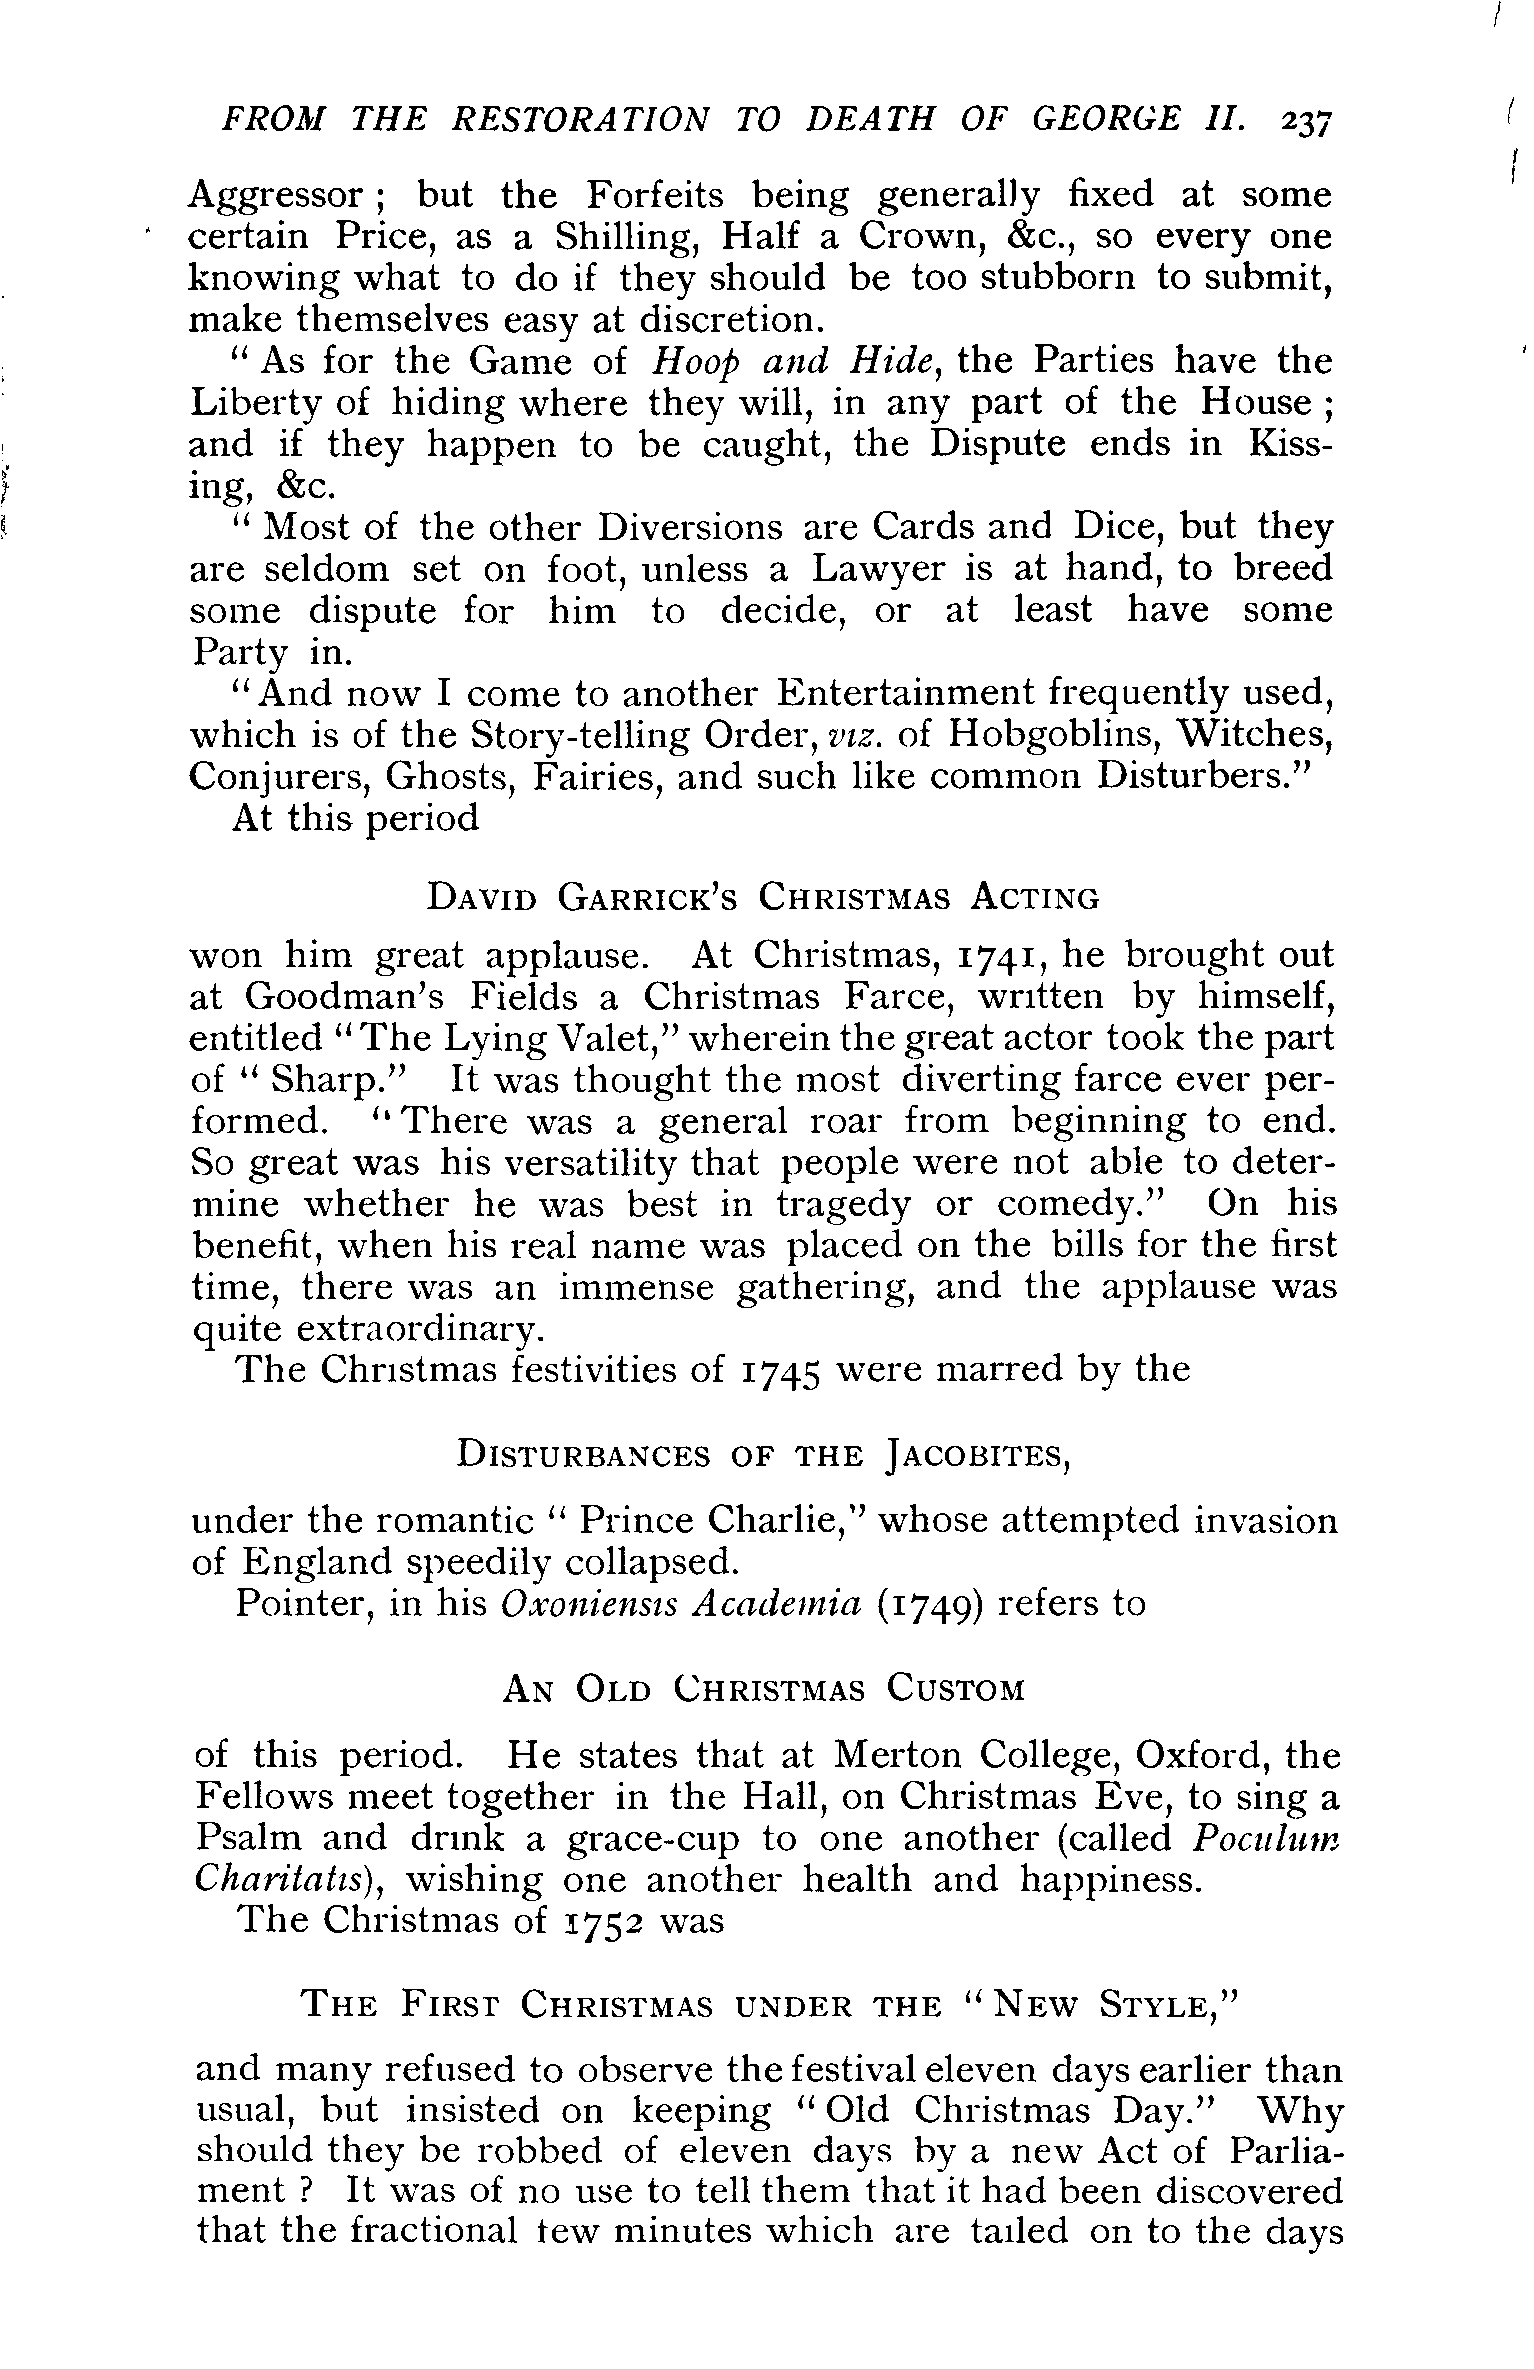 FROM THE RESTORATION TO DEATH OF GEORGE II. 237
Aggressor ; but the Forfeits being generally fixed at some
certain Price, as a Shilling, Half a Crown, &c., so every one
knowing what to do if they should be too stubborn to submit,
make themselves easy at discretion.
“ As for the Game of Hoop and Hide, the Parties have the
Liberty of hiding where they will, in any part of the House ;
and if they happen to be caught, the Dispute ends in Kiss-
ing, &c.
“ Most of the other Diversions are Cards and Dice, but they
are seldom set on foot, unless a Lawyer is at hand, to breed
some dispute for him to decide, or at least have some
Party in.
“ And now I come to another Entertainment frequently used,
which is of the Story-telling Order, viz. of Hobgoblins, Witches,
Conjurers, Ghosts, Fairies, and such like common Disturbers.”
At this period
DAVID GARRICK’S CHRISTMAS ACTING
won him great applause. At Christmas, 1741, he brought out
at Goodman’s Fields a Christmas Farce, written by himself,
entitled “ The Lying Valet,” wherein the great actor took the part
of “ Sharp.” It was thought the most diverting farce ever per-
formed. “ There was a general roar from beginning to end.
So great was his versatility that people were not able to deter-
mine whether he was best in tragedy or comedy.” On his
benefit, when his real name was placed on the bills for the first
time, there was an immense gathering, and the applause was
quite extraordinary.
The Christmas festivities of 1745 were marred by the
DISTURBANCES OF THE JACOBITES,
under the romantic “ Prince Charlie,” whose attempted invasion
of England speedily collapsed.
Pointer, in his Oxoniensis Academia (1749) refers to
AN OLD CHRISTMAS CUSTOM
of this period. He states that at Merton College, Oxford, the
Fellows meet together in the Hall, on Christmas Eve, to sing a
Psalm and drink a grace-cup to one another (called Poculum
Charitatis), wishing one another health and happiness.
The Christmas of 1752 was
THE FIRST CHRISTMAS UNDER THE “ NEW STYLE,”
and many refused to observe the festival eleven days earlier than
usual, but insisted on keeping “ Old Christmas Day.” Why
should they be robbed of eleven days by a new Act of Parlia-
ment ? It was of no use to tell them that it had been discovered
that the fractional few minutes which are tailed on to the days